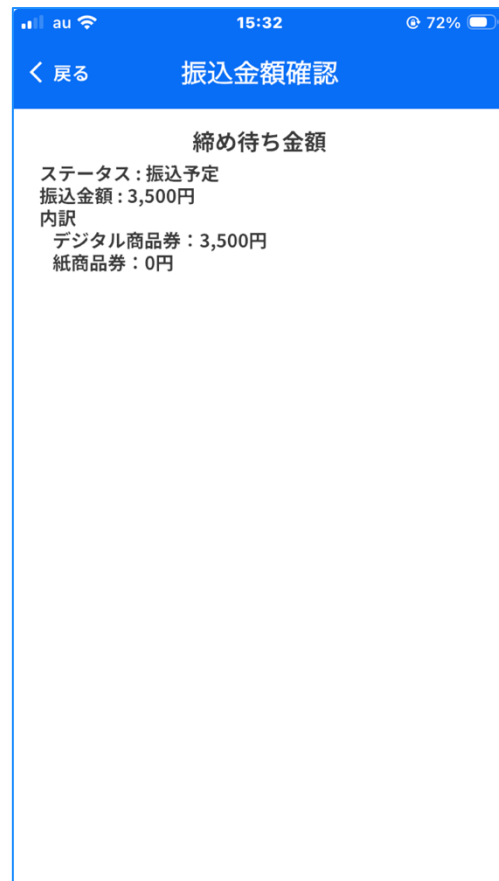 au 15:32 72%
戻る 振込金額確認
締め待ち金額
ステータス : 振込予定
振込金額 : 3,500円
内訳
デジタル商品券：3,500円
紙商品券：0円